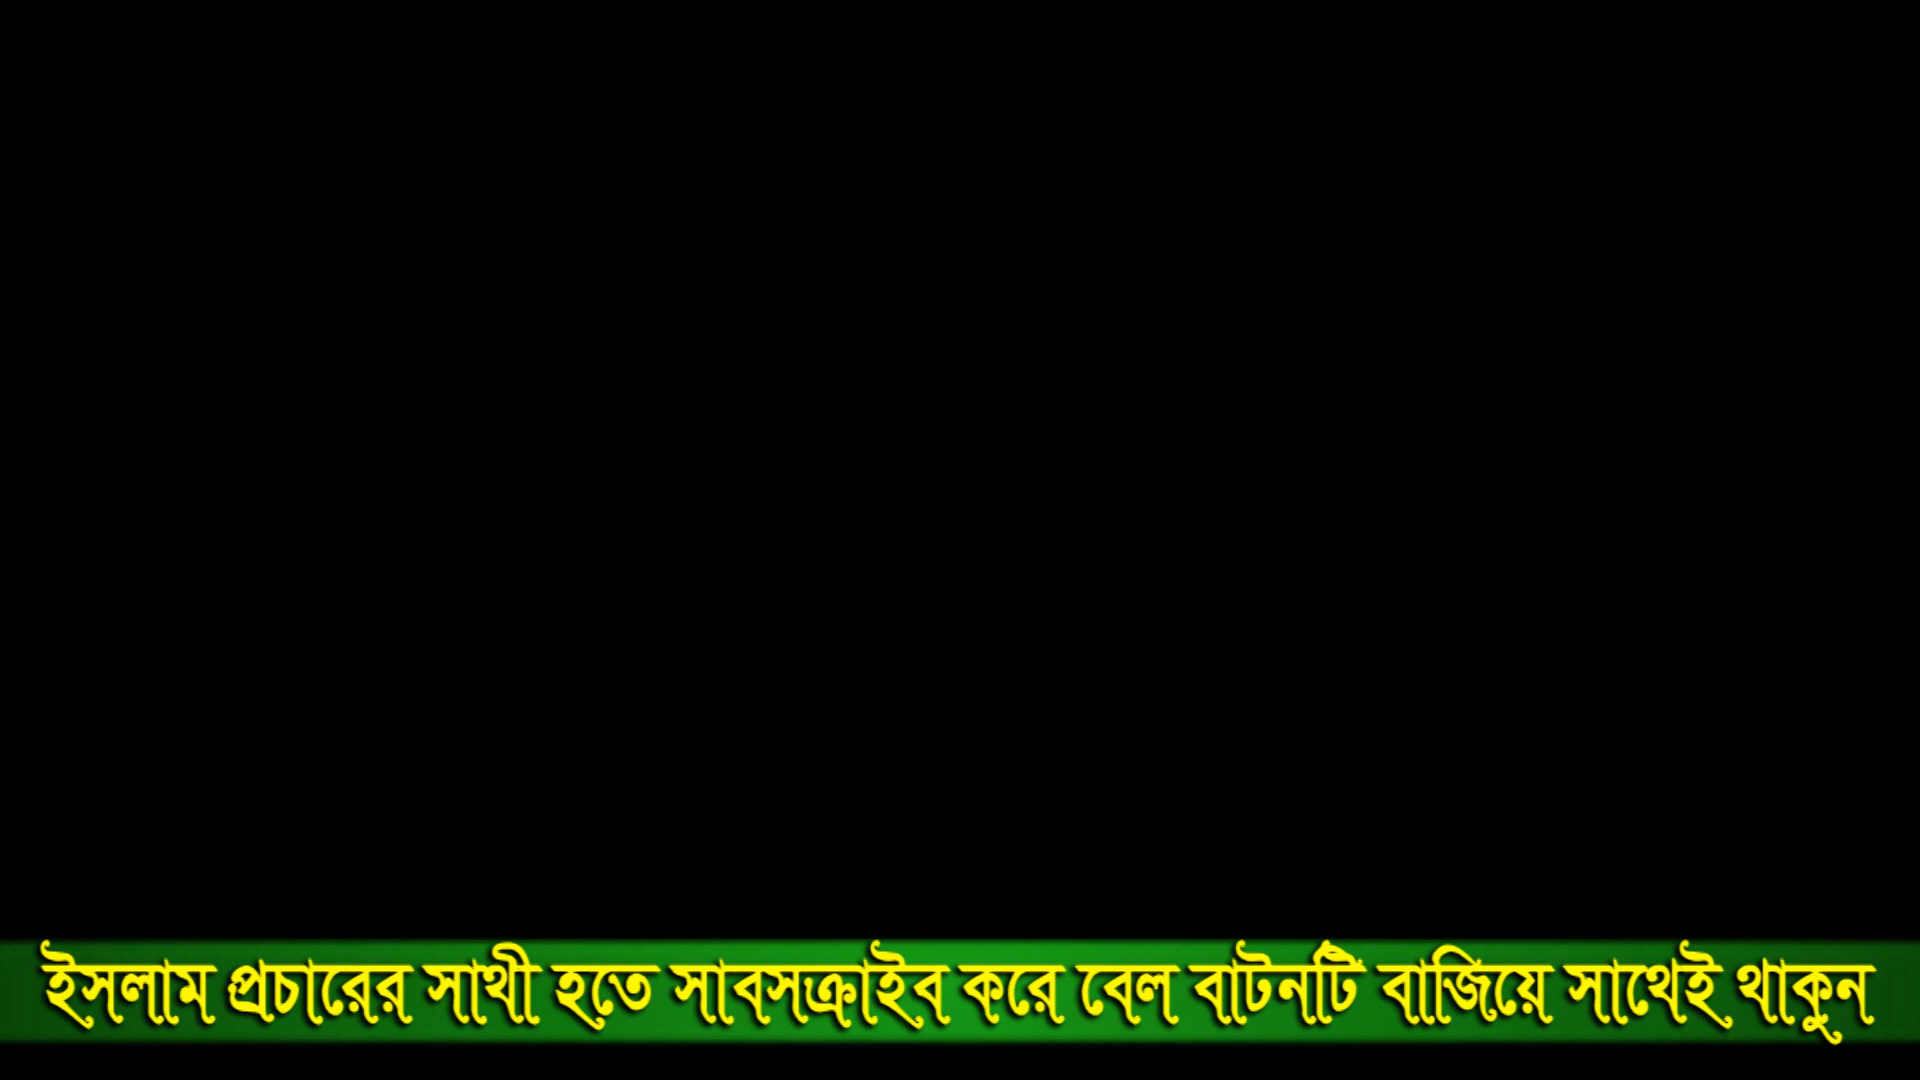 ইসলাম প্রচারের সাথী হতে সাবসক্রাইব করে বেল বাটনটি বাজিয়ে সাথেই থাকুন